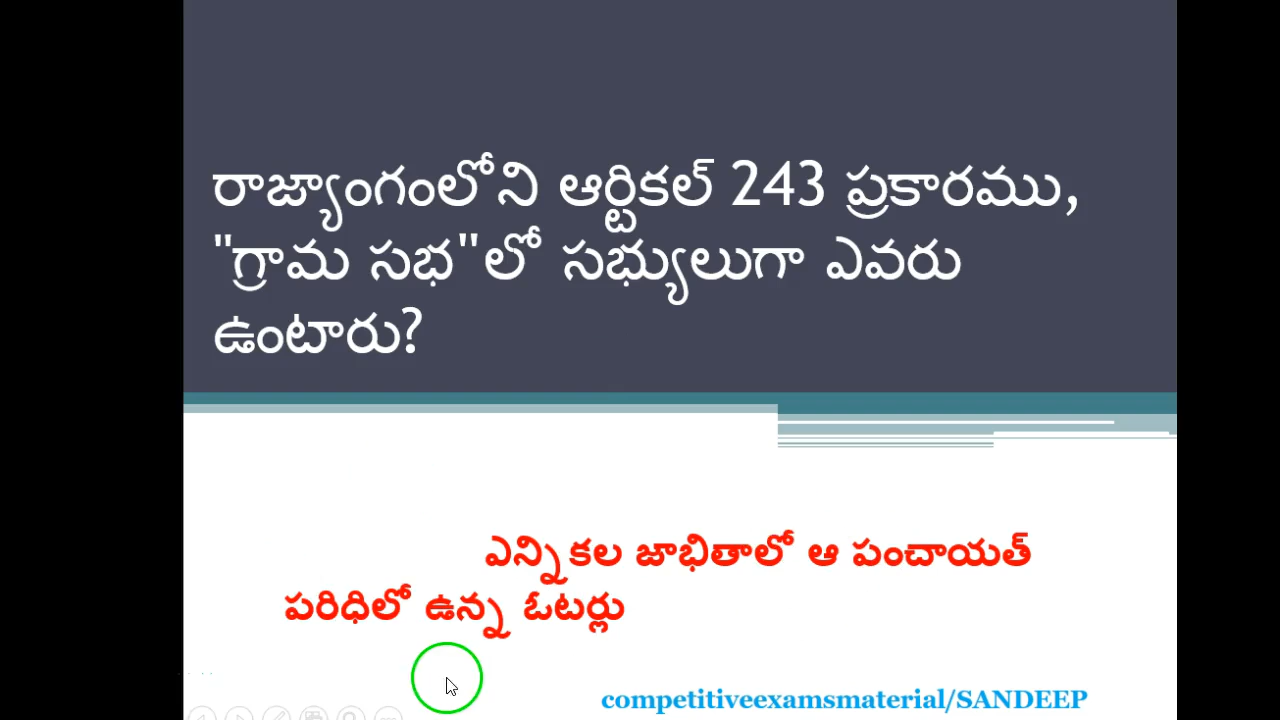 రాజ్యాంగంలోని ఆర్టికల్ 243 ప్రకారము,
"గ్రామ సభ"లో సభ్యులుగా ఎవరు
ఉంటారు?
ఎన్నికల జాభితాలో ఆ పంచాయత్
పరిధిలో ఉన్న ఓటర్లు
competitiveexamsmaterial/SANDEEP